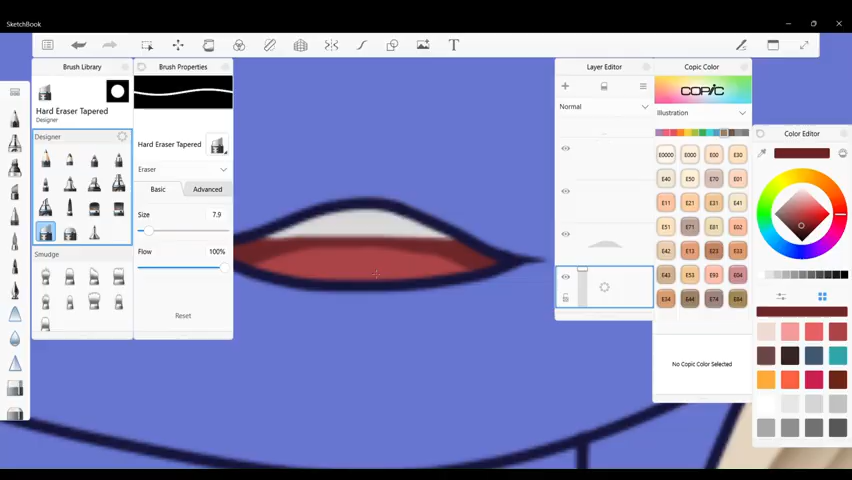 SketchBook
T
Brush Library
Brush Properties
Layer Editor
Copic Color
COPIC
Hard Eraser Tapered
Designer
Normal
Illustration
Color Editor
Designer
Hard Eraser Tapered
E0000 E000 E00 E30
Eraser
E40 E50 E70 E01
Basic Advanced
E11 E21 E31 E41
Size 7.9
E51 E71 E81 E02
Flow 100%
E42 E13 E23 E33
Smudge
E43 E53 E93 E04
E34 E44 E74 E84
Reset
No Copic Color Selected